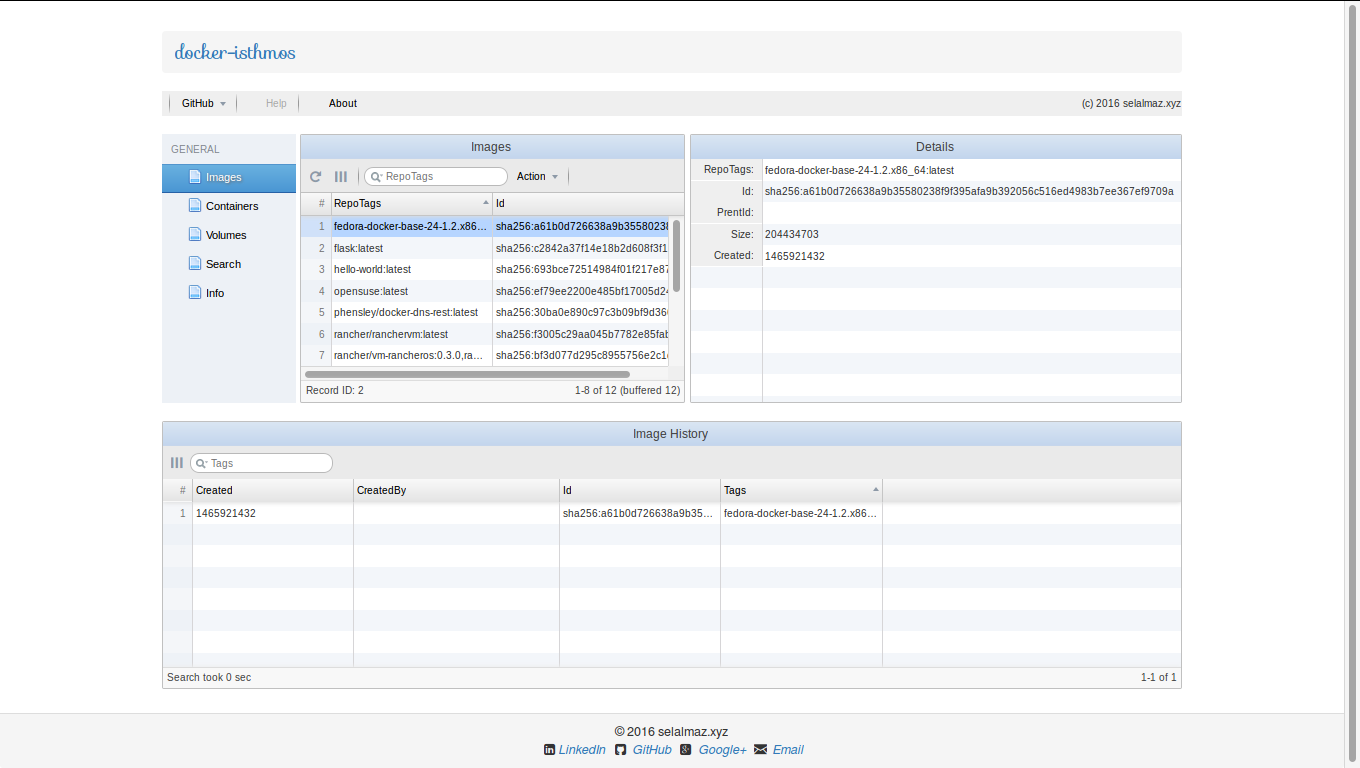 docker-isthmos
GitHub Help About (c) 2016 selalmaz.xyz
GENERAL
Images
Containers
Volumes
Search
Info
Images
RepoTags Action
# RepoTags Id
1 fedora-docker-base-24-1.2.x86... sha256:a61b0d726638a9b35580238
2 flask:latest sha256:c2842a37f14e18b2d608f3f1
3 hello-world:latest sha256:693bce72514984f01f217e87
4 opensuse:latest sha256:ef79ee2200e485bf17005d24
5 phensley/docker-dns-rest:latest sha256:30ba0e890c97c3b09bf9d36
6 rancher/ranchervm:latest sha256:f3005c29aa045b7782e85fab
7 rancher/vm-rancheros:0.3.0,ra... sha256:bf3d077d295c8955756e2c1
Record ID: 2 1-8 of 12 (buffered 12)
Details
RepoTags: fedora-docker-base-24-1.2.x86_64:latest
Id: sha256:a61b0d726638a9b35580238f9f395afa9b392056c516ed4983b7ee367ef9709a
PrentId:
Size: 204434703
Created: 1465921432
Image History
Tags
# Created CreatedBy Id Tags
1 1465921432 sha256:a61b0d726638a9b35... fedora-docker-base-24-1.2.x86...
Search took 0 sec 1-1 of 1
© 2016 selalmaz.xyz
LinkedIn GitHub Google+ Email